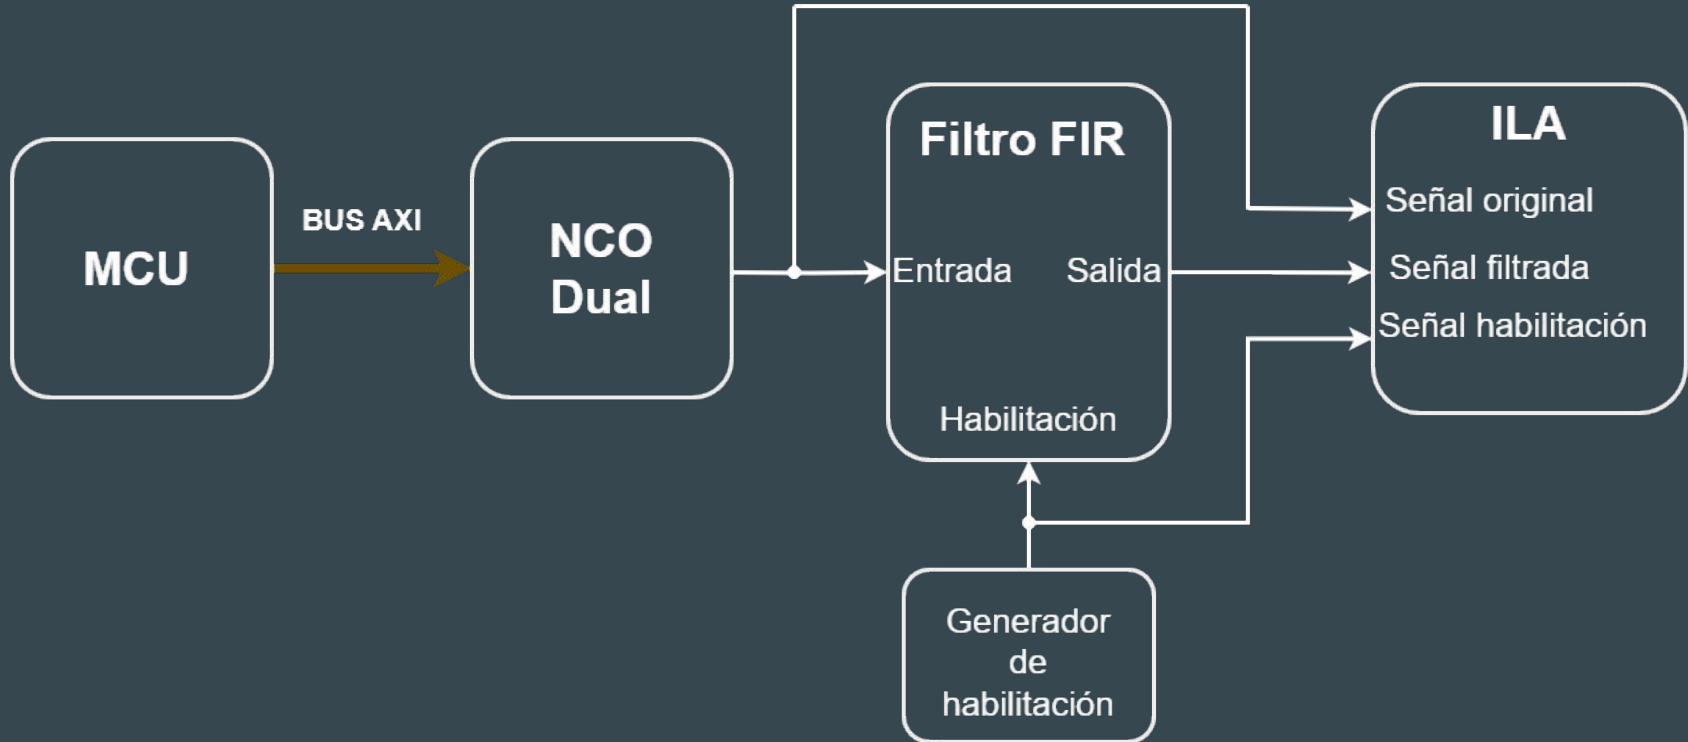 MCU
BUS AXI
NCO
Dual
Filtro FIR
Entrada
Salida
Habilitación
Generador
de
habilitación
ILA
Señal original
Señal filtrada
Señal habilitación